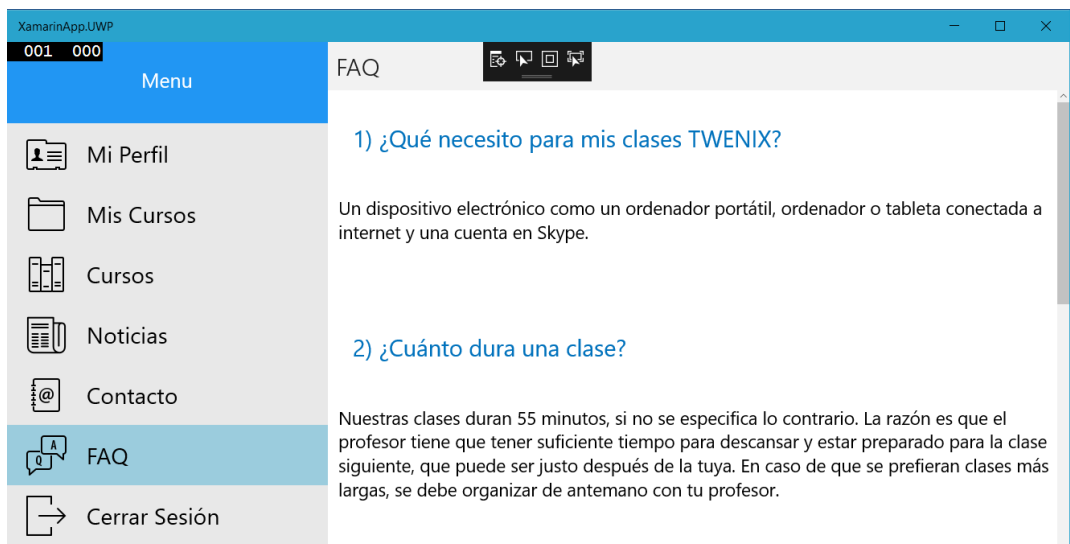 XamarinApp.UWP
001 000
Menu
Mi Perfil
Mis Cursos
Cursos
Noticias
Contacto
FAQ
Cerrar Sesión
FAQ
1) ¿Qué necesito para mis clases TWENIX?
Un dispositivo electrónico como un ordenador portátil, ordenador o tableta conectada a
internet y una cuenta en Skype.
2) ¿Cuánto dura una clase?
Nuestras clases duran 55 minutos, si no se especifica lo contrario. La razón es que el
profesor tiene que tener suficiente tiempo para descansar y estar preparado para la clase
siguiente, que puede ser justo después de la tuya. En caso de que se prefieran clases más
largas, se debe organizar de antemano con tu profesor.